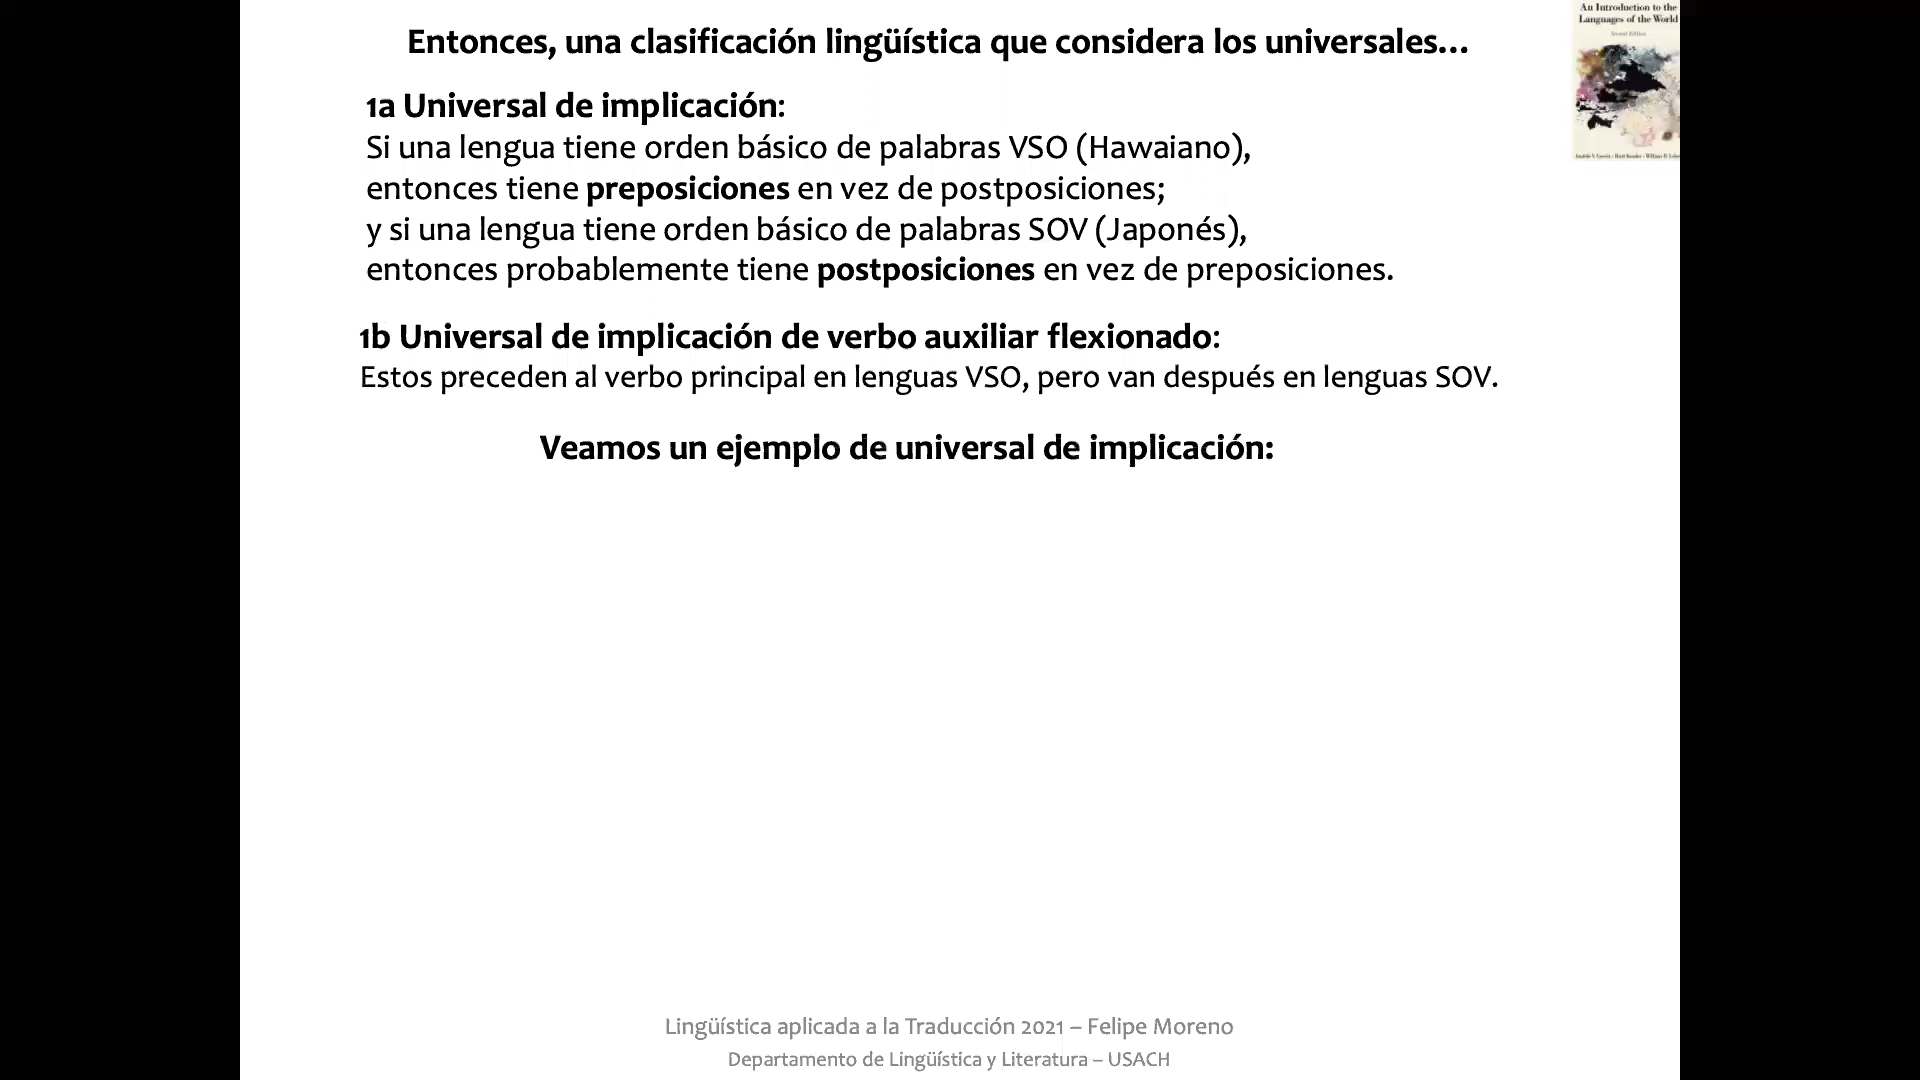 Entonces, una clasificación lingüística que considera los universales…
An Introduction to the
Languages of the World
Second Edition
1a Universal de implicación:
Si una lengua tiene orden básico de palabras VSO (Hawaiano),
entonces tiene preposiciones en vez de postposiciones;
y si una lengua tiene orden básico de palabras SOV (Japonés),
entonces probablemente tiene postposiciones en vez de preposiciones.
1b Universal de implicación de verbo auxiliar flexionado:
Estos preceden al verbo principal en lenguas VSO, pero van después en lenguas SOV.
Veamos un ejemplo de universal de implicación:
Lingüística aplicada a la Traducción 2021 – Felipe Moreno
Departamento de Lingüística y Literatura – USACH